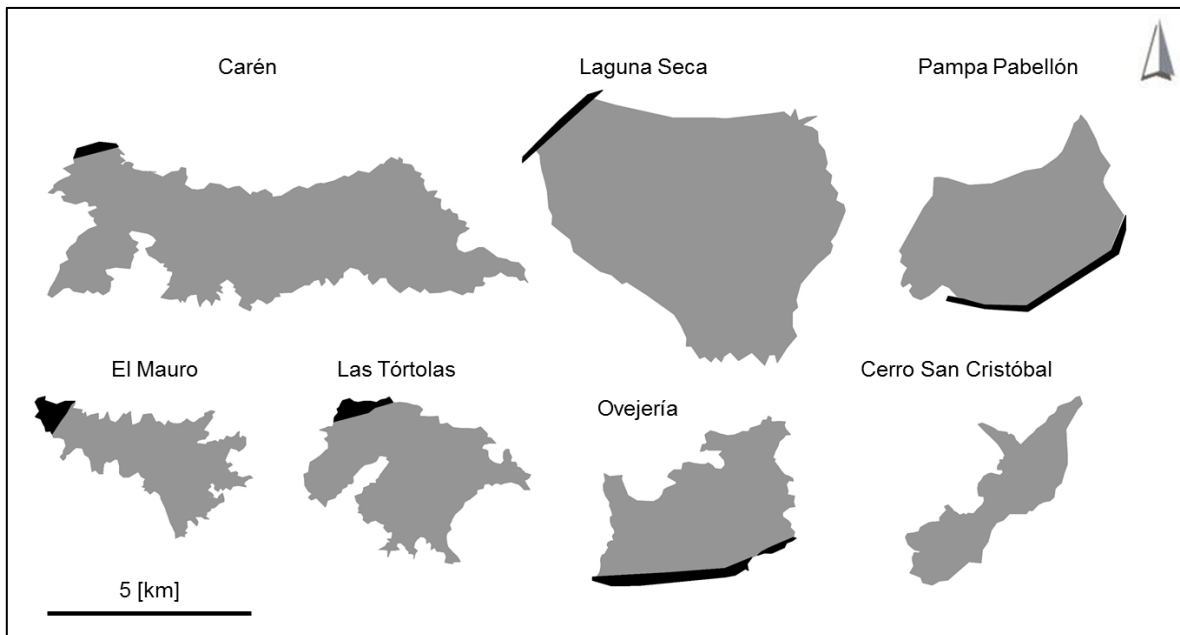 Carén
Laguna Seca
Pampa Pabellón
El Mauro
Las Tórtolas
Ovejería
Cerro San Cristóbal
5 [km]